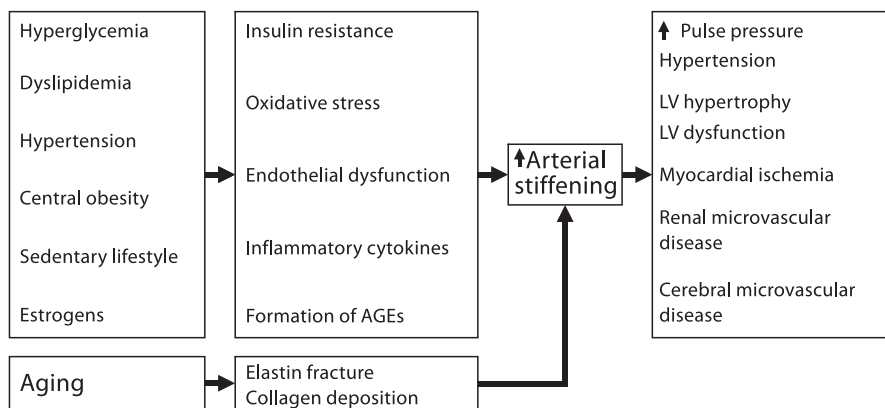 Hyperglycemia
Dyslipidemia
Hypertension
Central obesity
Sedentary lifestyle
Estrogens
Insulin resistance
Oxidative stress
Endothelial dysfunction
Inflammatory cytokines
Formation of AGEs
Arterial
stiffening
Pulse pressure
Hypertension
LV hypertrophy
LV dysfunction
Myocardial ischemia
Renal microvascular
disease
Cerebral microvascular
disease
Aging
Elastin fracture
Collagen deposition